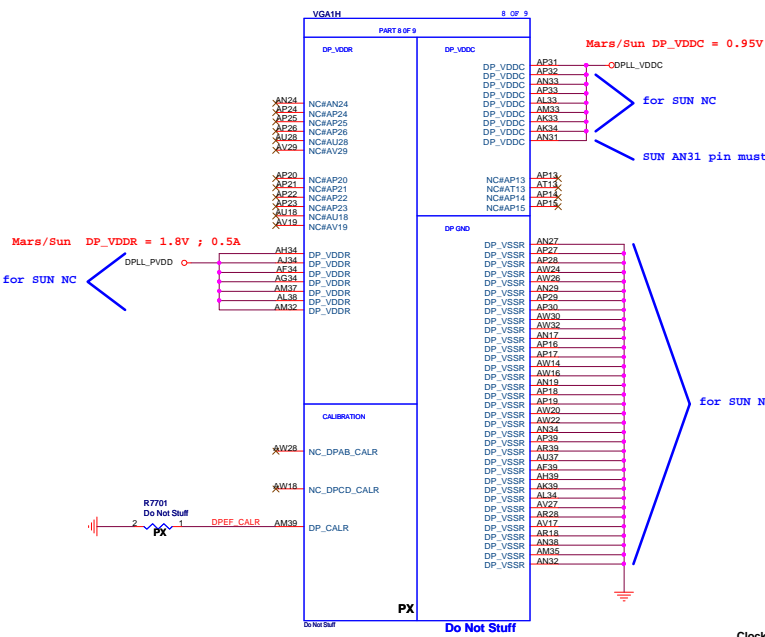 VGA1H 8 OF 9
PART 8 OF 9
DP_VDDR DP_VDDC
Mars/Sun DP_VDDC = 0.95V
AP31 DP_VDDC
DPLL_VDDC
AP32 DP_VDDC
AN33 DP_VDDC
AP33 DP_VDDC
AL33 DP_VDDC
AM33 DP_VDDC
AK33 DP_VDDC
AK34 DP_VDDC
AN31 DP_VDDC
for SUN NC
SUN AN31 pin must
AN24 NC#AN24
AP24 NC#AP24
AP25 NC#AP25
AP26 NC#AP26
AU28 NC#AU28
AV29 NC#AV29
AP20 NC#AP20
AP21 NC#AP21
AP22 NC#AP22
AP23 NC#AP23
AU18 NC#AU18
AV19 NC#AV19
NC#AP13 AP13
NC#AT13 AT13
NC#AP14 AP14
NC#AP15 AP15
Mars/Sun DP_VDDR = 1.8V ; 0.5A
DPLL_PVDD
for SUN NC
AH34 DP_VDDR
AJ34 DP_VDDR
AF34 DP_VDDR
AG34 DP_VDDR
AM37 DP_VDDR
AL38 DP_VDDR
AM32 DP_VDDR
DP GND
DP_VSSR AN27
DP_VSSR AP27
DP_VSSR AP28
DP_VSSR AW24
DP_VSSR AW26
DP_VSSR AN29
DP_VSSR AP29
DP_VSSR AP30
DP_VSSR AW30
DP_VSSR AW32
DP_VSSR AN17
DP_VSSR AP16
DP_VSSR AP17
DP_VSSR AW14
DP_VSSR AW16
DP_VSSR AN19
DP_VSSR AP18
DP_VSSR AP19
DP_VSSR AW20
DP_VSSR AW22
DP_VSSR AN34
DP_VSSR AP39
DP_VSSR AR39
DP_VSSR AU37
DP_VSSR AF39
DP_VSSR AH39
DP_VSSR AK39
DP_VSSR AL34
DP_VSSR AV27
DP_VSSR AR28
DP_VSSR AV17
DP_VSSR AR18
DP_VSSR AN38
DP_VSSR AM35
DP_VSSR AN32
for SUN N
CALIBRATION
AW28 NC_DPAB_CALR
AW18 NC_DPCD_CALR
R7701
Do Not Stuff
2 1 DPEF_CALR AM39 DP_CALR
PX
PX
Do Not Stuff
Do Not Stuff
Clock